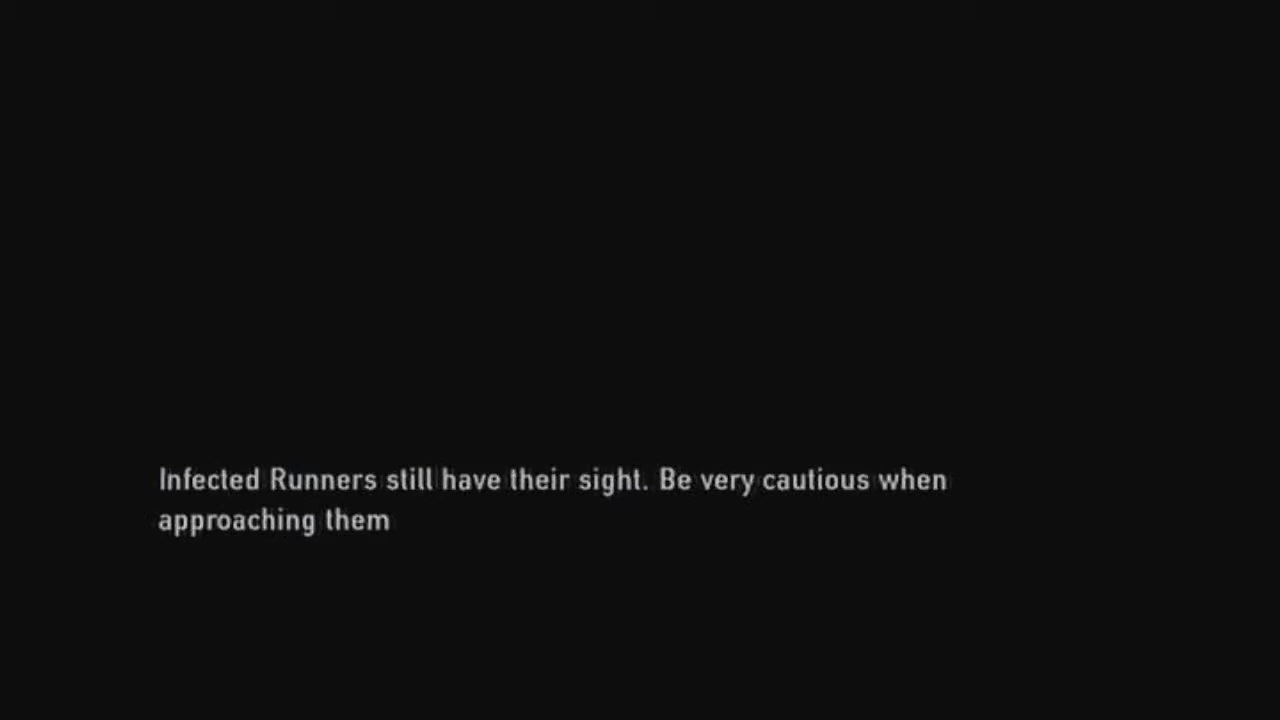 Infected Runners still have their sight. Be very cautious when
approaching them